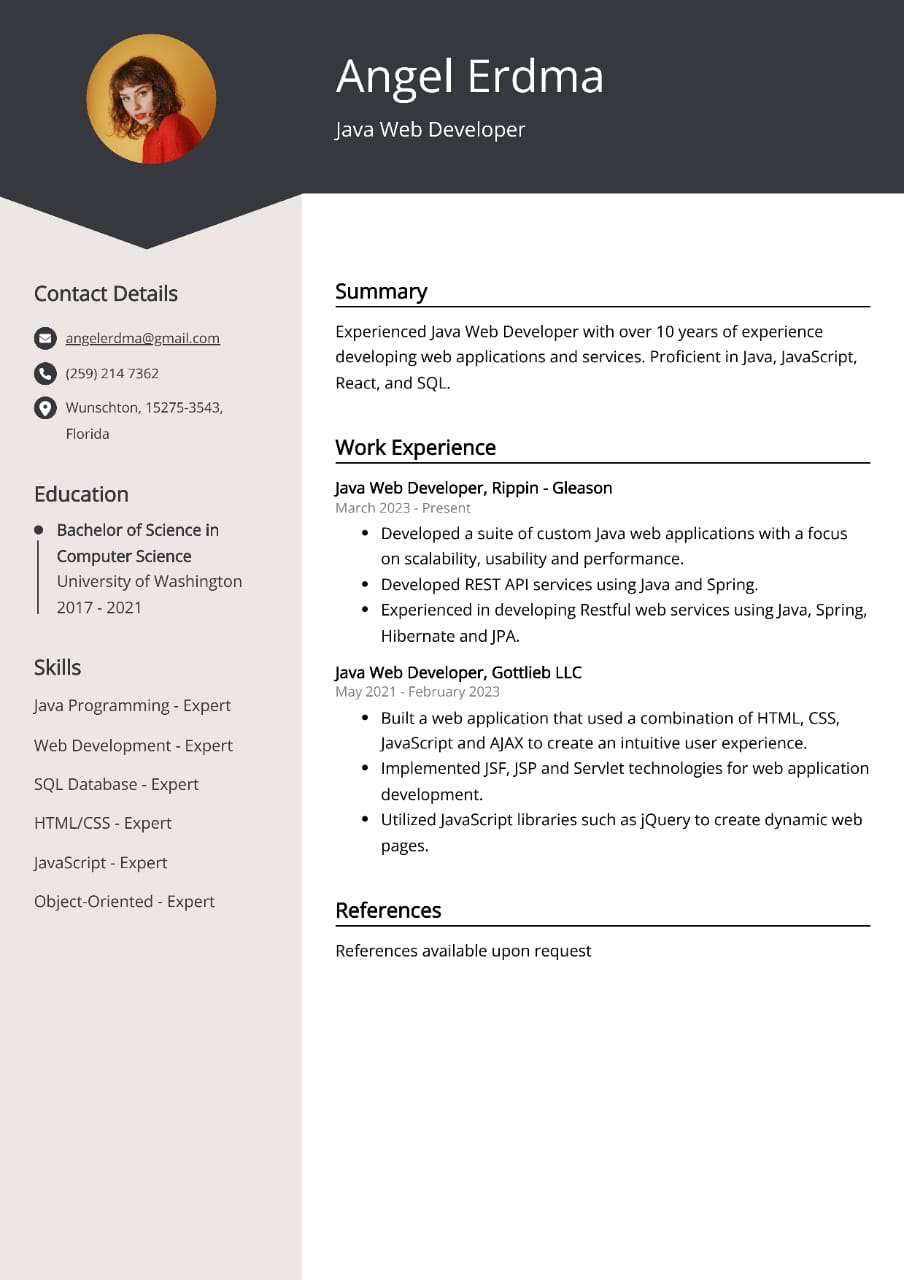 Angel Erdma
Java Web Developer
Contact Details
angelerdma@gmail.com
(259) 214 7362
Wunschton, 15275-3543,
Florida
Education
Bachelor of Science in
Computer Science
University of Washington
2017 - 2021
Skills
Java Programming - Expert
Web Development - Expert
SQL Database - Expert
HTML/CSS - Expert
JavaScript - Expert
Object-Oriented - Expert
Summary
Experienced Java Web Developer with over 10 years of experience
developing web applications and services. Proficient in Java, JavaScript,
React, and SQL.
Work Experience
Java Web Developer, Rippin - Gleason
March 2023 - Present
• Developed a suite of custom Java web applications with a focus
on scalability, usability and performance.
• Developed REST API services using Java and Spring.
• Experienced in developing Restful web services using Java, Spring,
Hibernate and JPA.
Java Web Developer, Gottlieb LLC
May 2021 - February 2023
• Built a web application that used a combination of HTML, CSS,
JavaScript and AJAX to create an intuitive user experience.
• Implemented JSF, JSP and Servlet technologies for web application
development.
• Utilized JavaScript libraries such as jQuery to create dynamic web
pages.
References
References available upon request